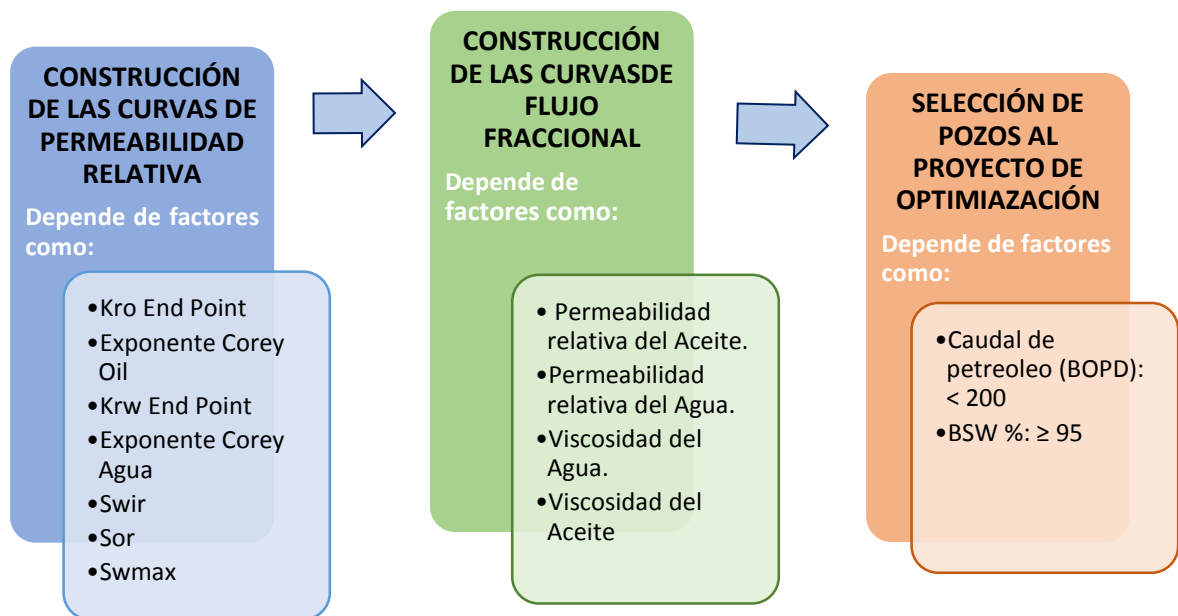 CONSTRUCCIÓN
DE LAS CURVAS DE
PERMEABILIDAD
RELATIVA
Depende de factores
como:
•Kro End Point
•Exponente Corey
Oil
•Krw End Point
•Exponente Corey
Agua
•Swir
•Sor
•Swmax
CONSTRUCCIÓN
DE LAS CURVASDE
FLUJO
FRACCIONAL
Depende de
factores como:
• Permeabilidad
relativa del Aceite.
•Permeabilidad
relativa del Agua.
•Viscosidad del
Agua.
•Viscosidad del
Aceite
SELECCIÓN DE
POZOS AL
PROYECTO DE
OPTIMIAZACIÓN
Depende de factores
como:
•Caudal de
petreoleo (BOPD):
< 200
•BSW %: ≥ 95